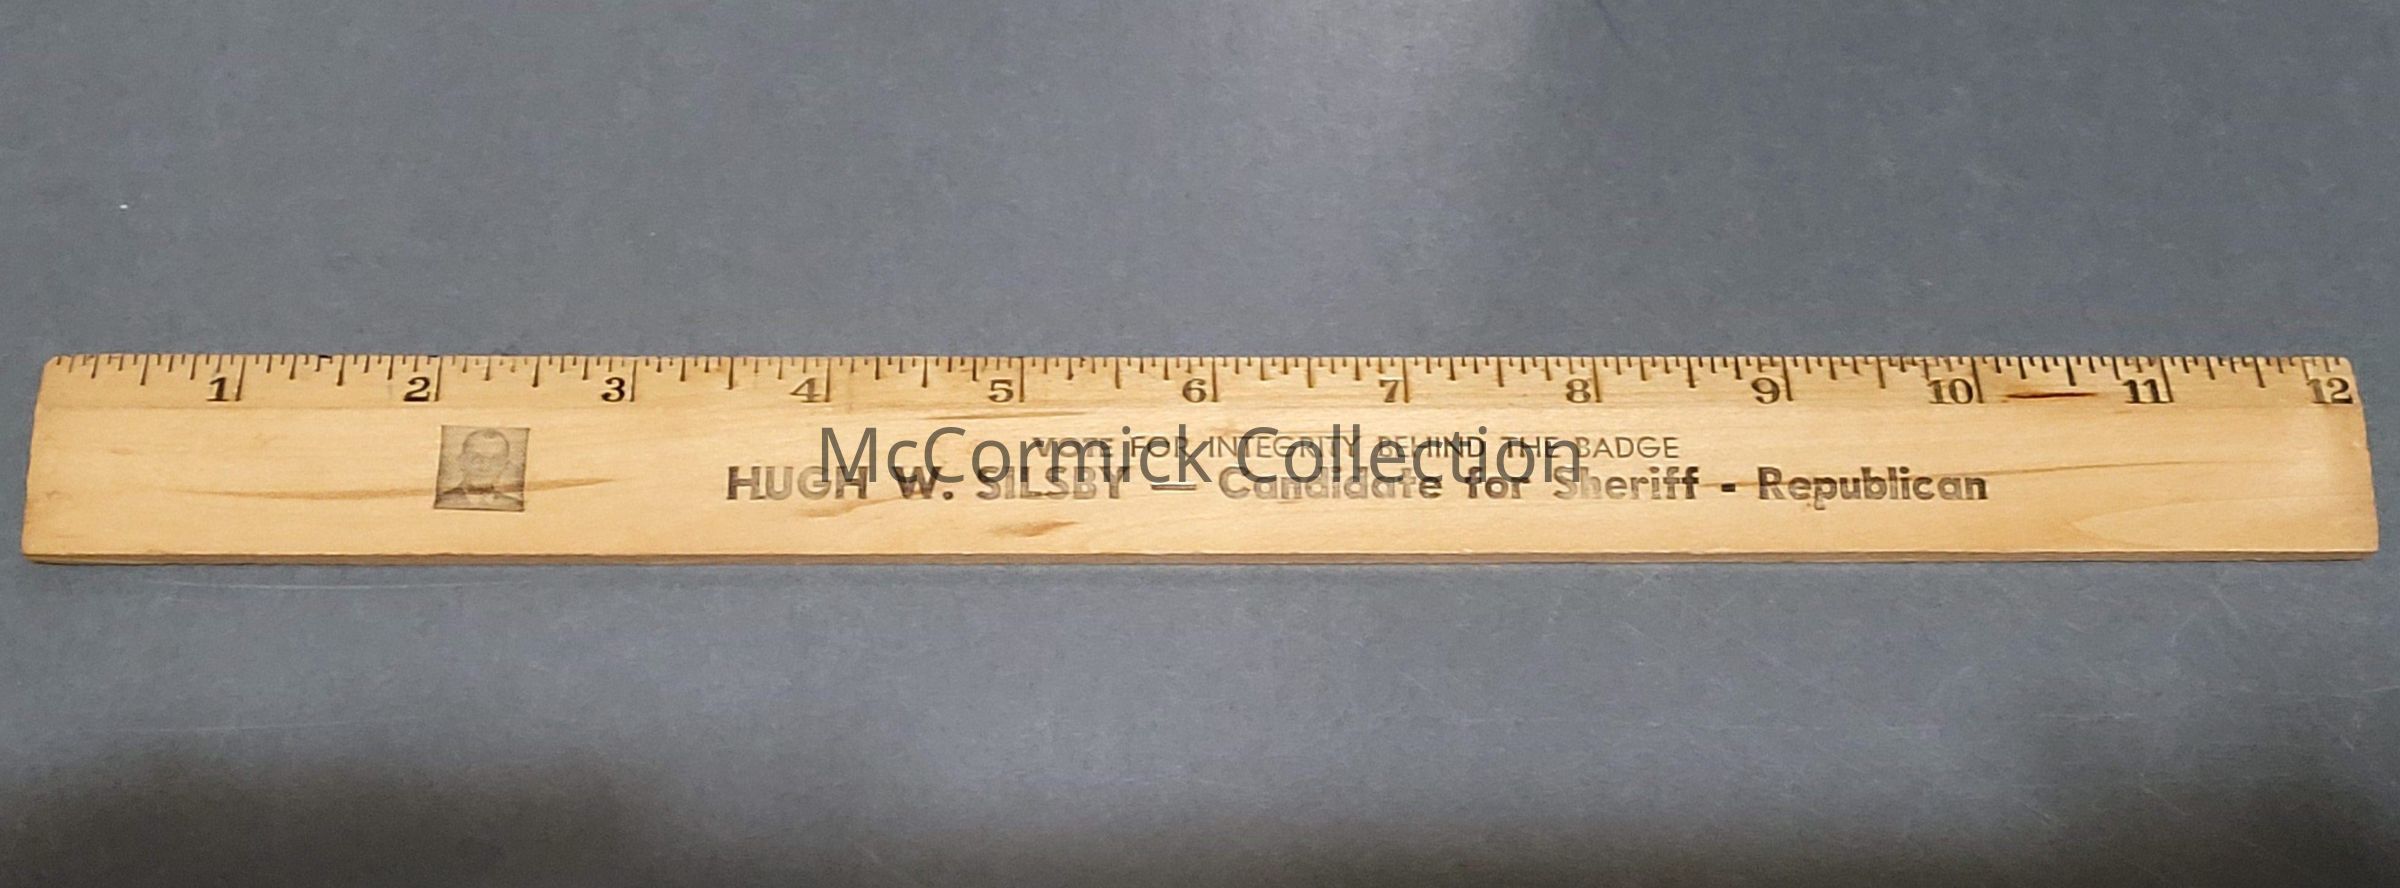 1 2 3 4 5 6 7 8 9 10 11 12
VOTE FOR INTEGRITY BEHIND THE BADGE
McCormick Collection
HUGH W. SILSBY — Candidate for Sheriff - Republican